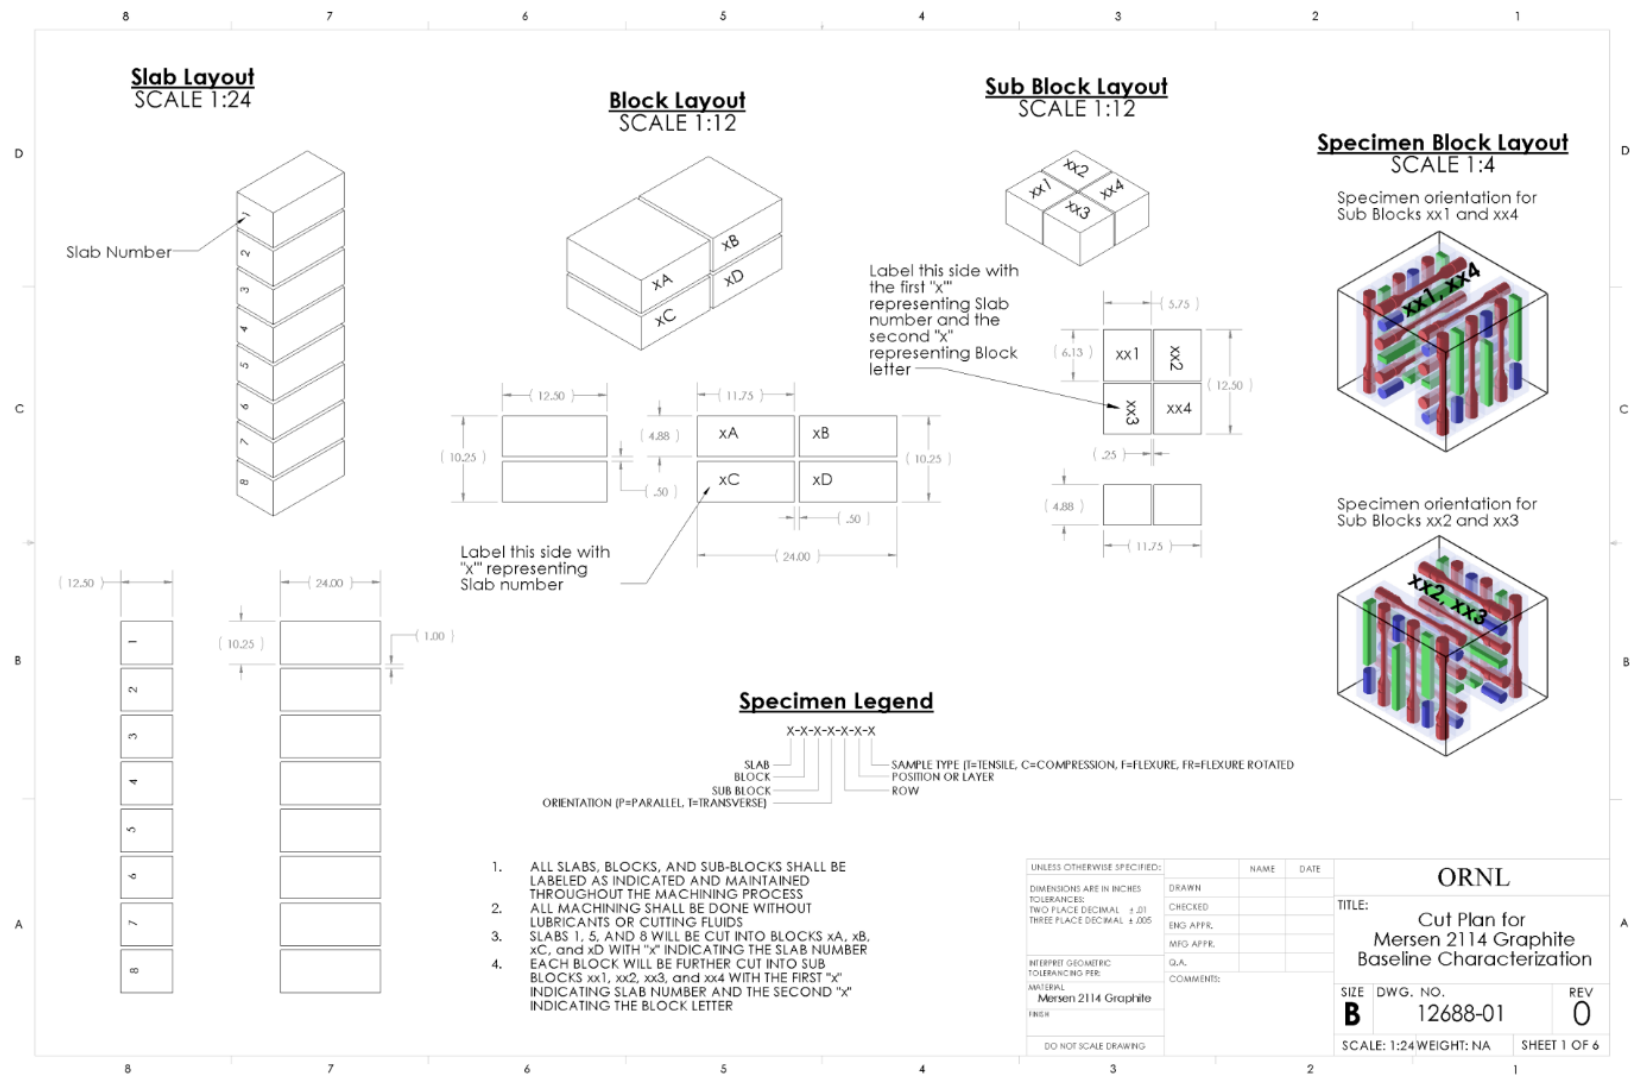 8 7 6 5 4 3 2 1
D
D
C
C
B
B
A
A
Slab Layout
SCALE 1:24
Slab Number
1
2
3
4
5
6
7
8
( 12.50 )
( 24.00 )
( 10.25 )
( 1.00 )
1
2
3
4
5
6
7
8
Block Layout
SCALE 1:12
xA
xB
xC
xD
( 12.50 )
( 11.75 )
( 10.25 )
( 4.88 )
( .50 )
xA
xB
xC
xD
( 10.25 )
( .50 )
( 24.00 )
Label this side with
"x'" representing
Slab number
Sub Block Layout
SCALE 1:12
xx2
xx1
xx4
xx3
Label this side with
the first "x'"
representing Slab
number and the
second "x"
representing Block
letter
( 5.75 )
( 6.13 )
xx1
xx2
xx3
xx4
( 12.50 )
( .25 )
( 4.88 )
( 11.75 )
Specimen Block Layout
SCALE 1:4
Specimen orientation for
Sub Blocks xx1 and xx4
xx1, xx4
Specimen orientation for
Sub Blocks xx2 and xx3
xx2, xx3
Specimen Legend
X-X-X-X-X-X-X
SLAB
BLOCK
SUB BLOCK
ORIENTATION (P=PARALLEL, T=TRANSVERSE)
SAMPLE TYPE (T=TENSILE, C=COMPRESSION, F=FLEXURE, FR=FLEXURE ROTATED
POSITION OR LAYER
ROW
1. ALL SLABS, BLOCKS, AND SUB-BLOCKS SHALL BE
LABELED AS INDICATED AND MAINTAINED
THROUGHOUT THE MACHINING PROCESS
2. ALL MACHINING SHALL BE DONE WITHOUT
LUBRICANTS OR CUTTING FLUIDS
3. SLABS 1, 5, AND 8 WILL BE CUT INTO BLOCKS xA, xB,
xC, and xD WITH "x" INDICATING THE SLAB NUMBER
4. EACH BLOCK WILL BE FURTHER CUT INTO SUB
BLOCKS xx1, xx2, xx3, and xx4 WITH THE FIRST "x"
INDICATING SLAB NUMBER AND THE SECOND "x"
INDICATING THE BLOCK LETTER
UNLESS OTHERWISE SPECIFIED:
DIMENSIONS ARE IN INCHES
TOLERANCES:
TWO PLACE DECIMAL ± .01
THREE PLACE DECIMAL ± .005
INTERPRET GEOMETRIC
TOLERANCING PER:
MATERIAL
Mersen 2114 Graphite
FINISH
DO NOT SCALE DRAWING
NAME
DATE
DRAWN
CHECKED
ENG APPR.
MFG APPR.
Q.A.
COMMENTS:
ORNL
TITLE:
Cut Plan for
Mersen 2114 Graphite
Baseline Characterization
SIZE
B
DWG. NO.
12688-01
REV
0
SCALE: 1:24 WEIGHT: NA
SHEET 1 OF 6
8 7 6 5 4 3 2 1